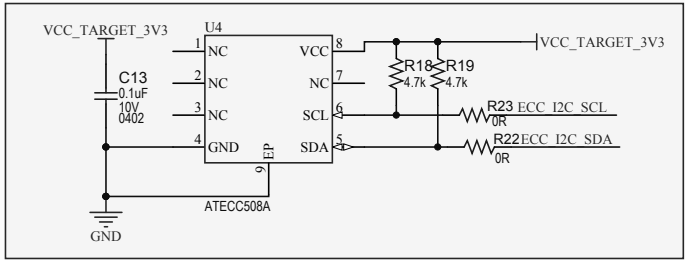 VCC_TARGET_3V3
U4
VCC_TARGET_3V3
1 NC
VCC 8
R18
4.7k
R19
4.7k
C13
0.1uF
10V
0402
2 NC
NC 7
3 NC
SCL 6
R23 ECC_I2C_SCL
0R
4 GND
SDA 5
R22 ECC_I2C_SDA
0R
EP
9
ATECC508A
GND